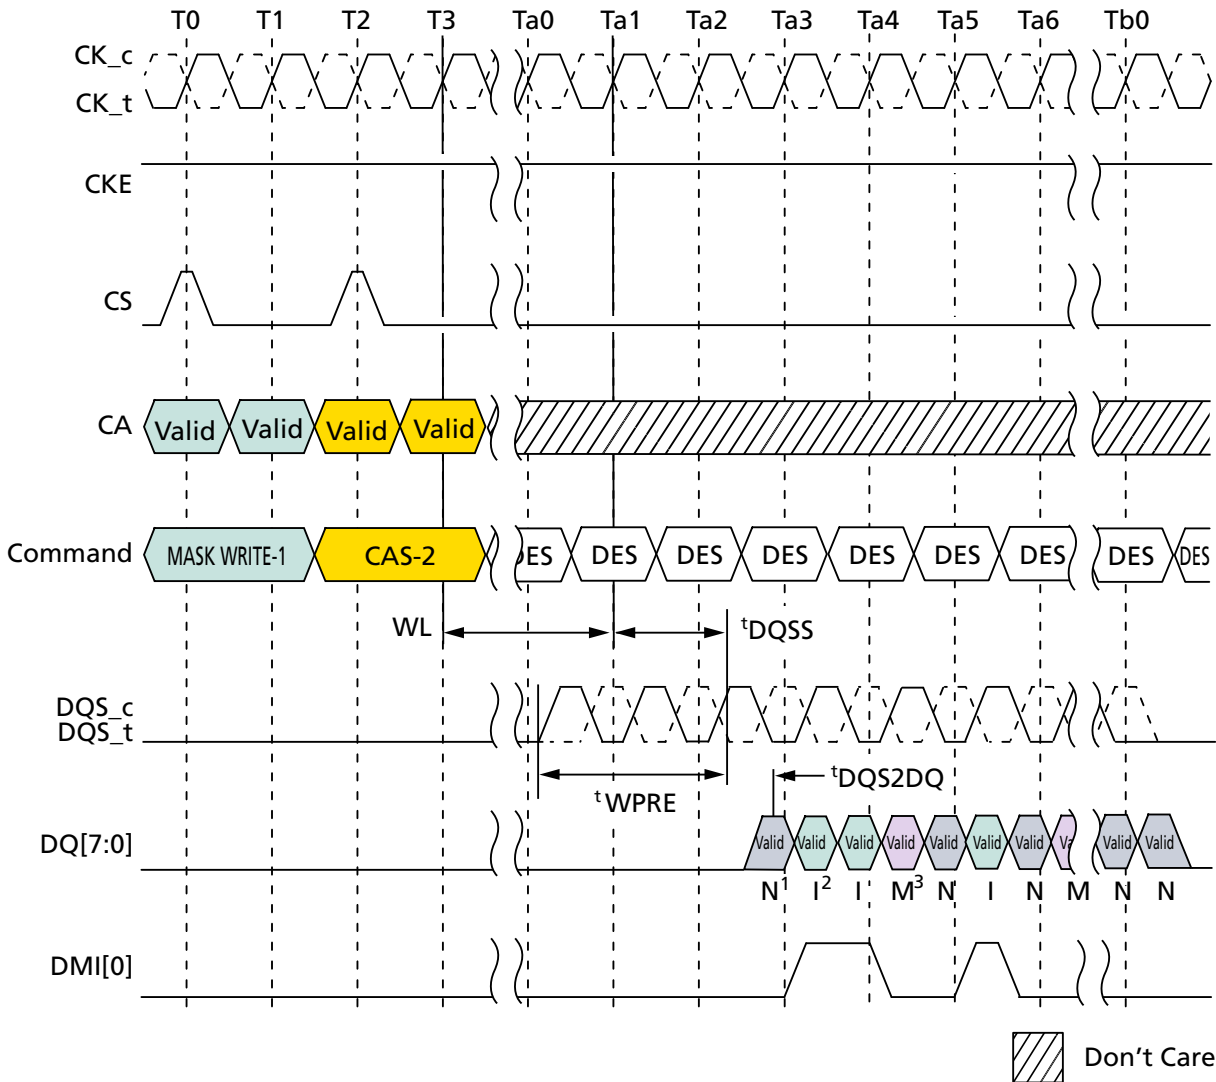 T0 T1 T2 T3 Ta0 Ta1 Ta2 Ta3 Ta4 Ta5 Ta6 Tb0
CK_c
CK_t
CKE
CS
CA Valid Valid Valid Valid
Command MASK WRITE-1 CAS-2 DES DES DES DES DES DES DES DES DES
WL tDQSS
DQS_c
DQS_t
tDQS2DQ
tWPRE
DQ[7:0] Valid Valid Valid Valid Valid Valid Valid Va Valid Valid
N1 I2 I M3 N I N M N N
DMI[0]
Don't Care